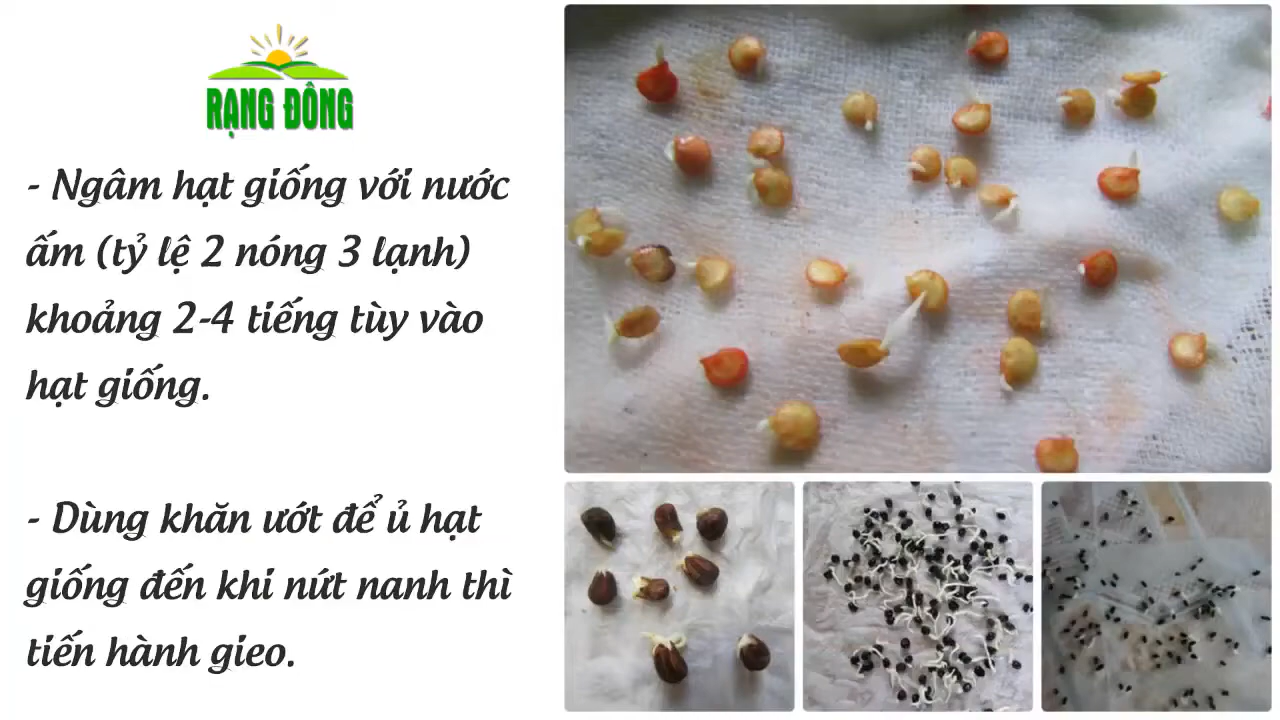 RẠNG ĐÔNG
- Ngâm hạt giống với nước
ấm (tỷ lệ 2 nóng 3 lạnh)
khoảng 2-4 tiếng tùy vào
hạt giống.
- Dùng khăn ướt để ủ hạt
giống đến khi nứt nanh thì
tiến hành gieo.